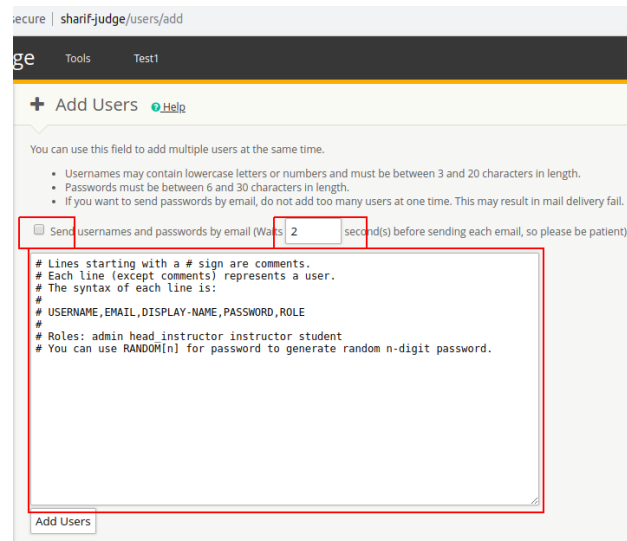 sharif-judge/users/add
Tools Test1
Add Users Help
You can use this field to add multiple users at the same time.
Usernames may contain lowercase letters or numbers and must be between 3 and 20 characters in length.
Passwords must be between 6 and 30 characters in length.
If you want to send passwords by email, do not add too many users at one time. This may result in mail delivery fail.
Send usernames and passwords by email (Waits 2 second(s) before sending each email, so please be patient)
# Lines starting with a # sign are comments.
# Each line (except comments) represents a user.
# The syntax of each line is:
#
# USERNAME,EMAIL,DISPLAY-NAME,PASSWORD,ROLE
#
# Roles: admin head_instructor instructor student
# You can use RANDOM[n] for password to generate random n-digit password.
Add Users